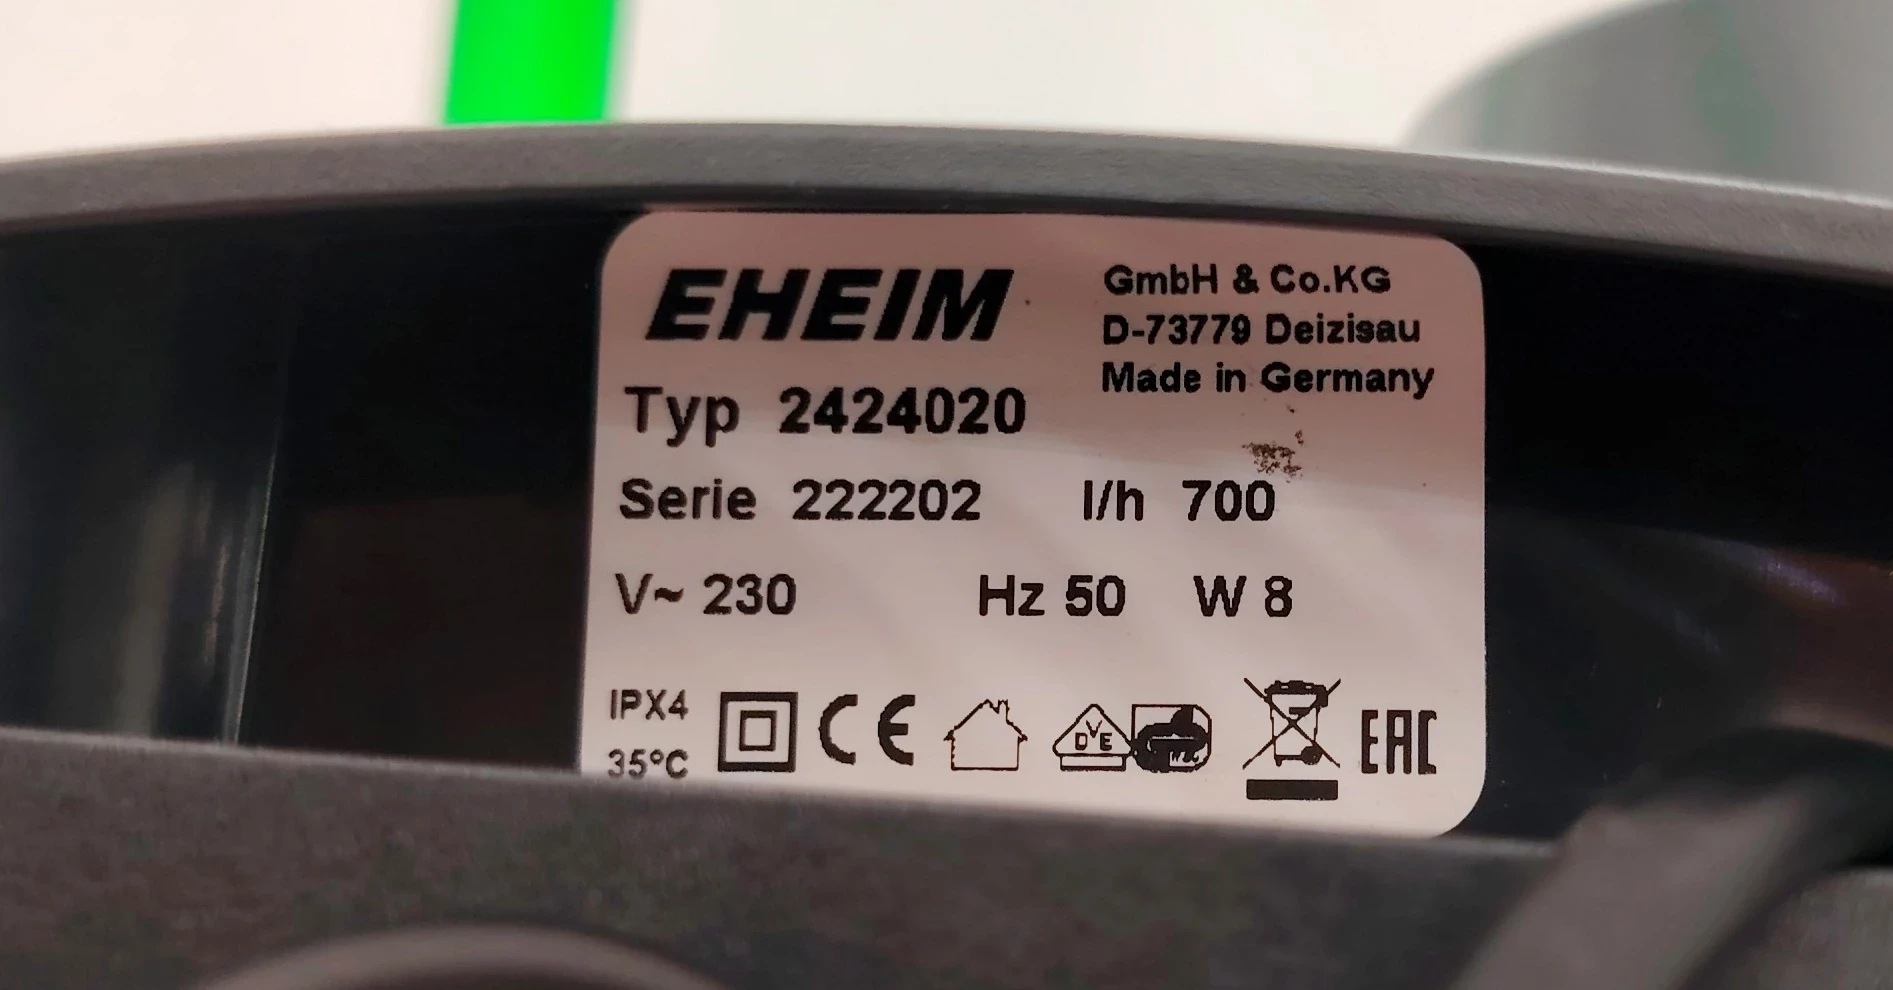 EHEIM
GmbH & Co.KG
D-73779 Deizisau
Made in Germany
Typ 2424020
Serie 222202 l/h 700
V~ 230 Hz 50 W 8
IPX4
35°C
CE
DVE
EAC